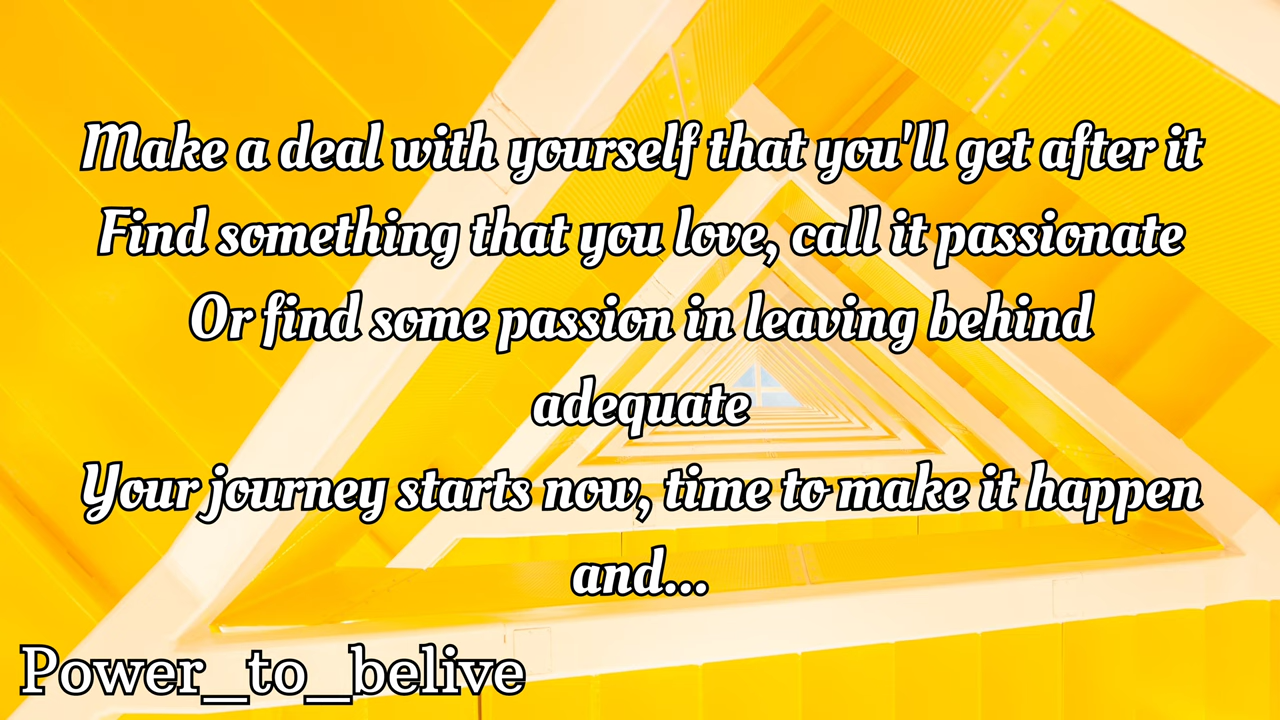 Make a deal with yourself that you'll get after it
Find something that you love, call it passionate
Or find some passion in leaving behind
adequate
Your journey starts now, time to make it happen
and...
Power_to_belive